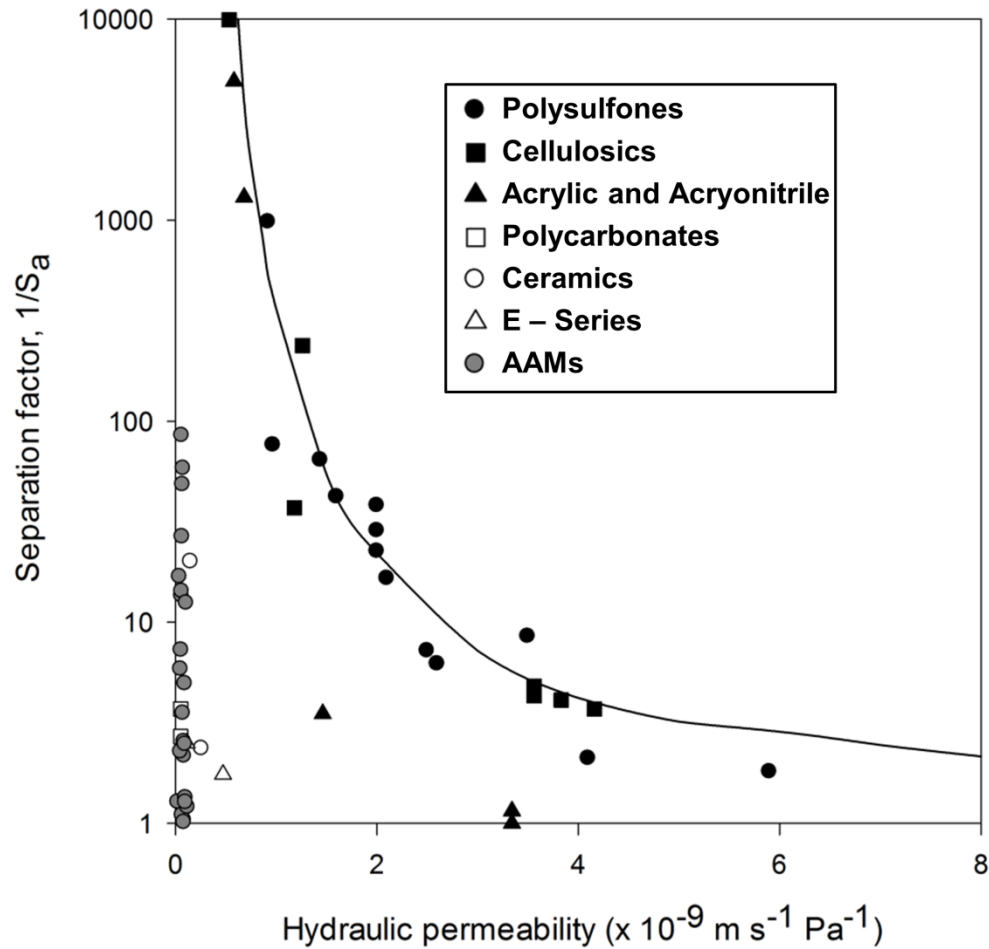 10000
1000
100
10
1
Separation factor, 1/Sa
Polysulfones
Cellulosics
Acrylic and Acryonitrile
Polycarbonates
Ceramics
E – Series
AAMs
0 2 4 6 8
Hydraulic permeability (x 10⁻⁹ m s⁻¹ Pa⁻¹)